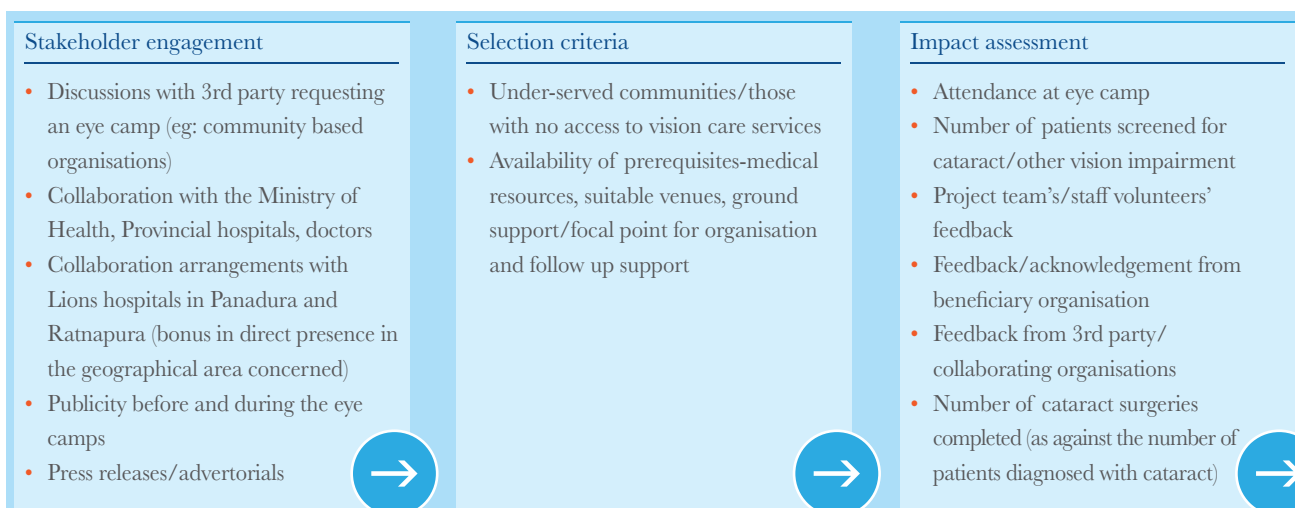 Stakeholder engagement
• Discussions with 3rd party requesting
an eye camp (eg: community based
organisations)
• Collaboration with the Ministry of
Health, Provincial hospitals, doctors
• Collaboration arrangements with
Lions hospitals in Panadura and
Ratnapura (bonus in direct presence in
the geographical area concerned)
• Publicity before and during the eye
camps
• Press releases/advertorials
Selection criteria
• Under-served communities/those
with no access to vision care services
• Availability of prerequisites-medical
resources, suitable venues, ground
support/focal point for organisation
and follow up support
Impact assessment
• Attendance at eye camp
• Number of patients screened for
cataract/other vision impairment
• Project team’s/staff volunteers’
feedback
• Feedback/acknowledgement from
beneficiary organisation
• Feedback from 3rd party/
collaborating organisations
• Number of cataract surgeries
completed (as against the number of
patients diagnosed with cataract)